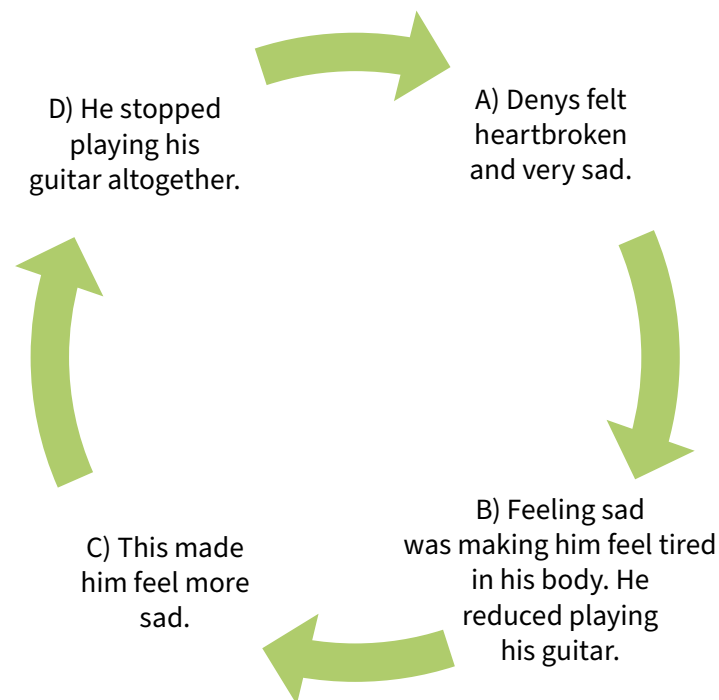 A) Denys felt
heartbroken
and very sad.
B) Feeling sad
was making him feel tired
in his body. He
reduced playing
his guitar.
C) This made
him feel more
sad.
D) He stopped
playing his
guitar altogether.